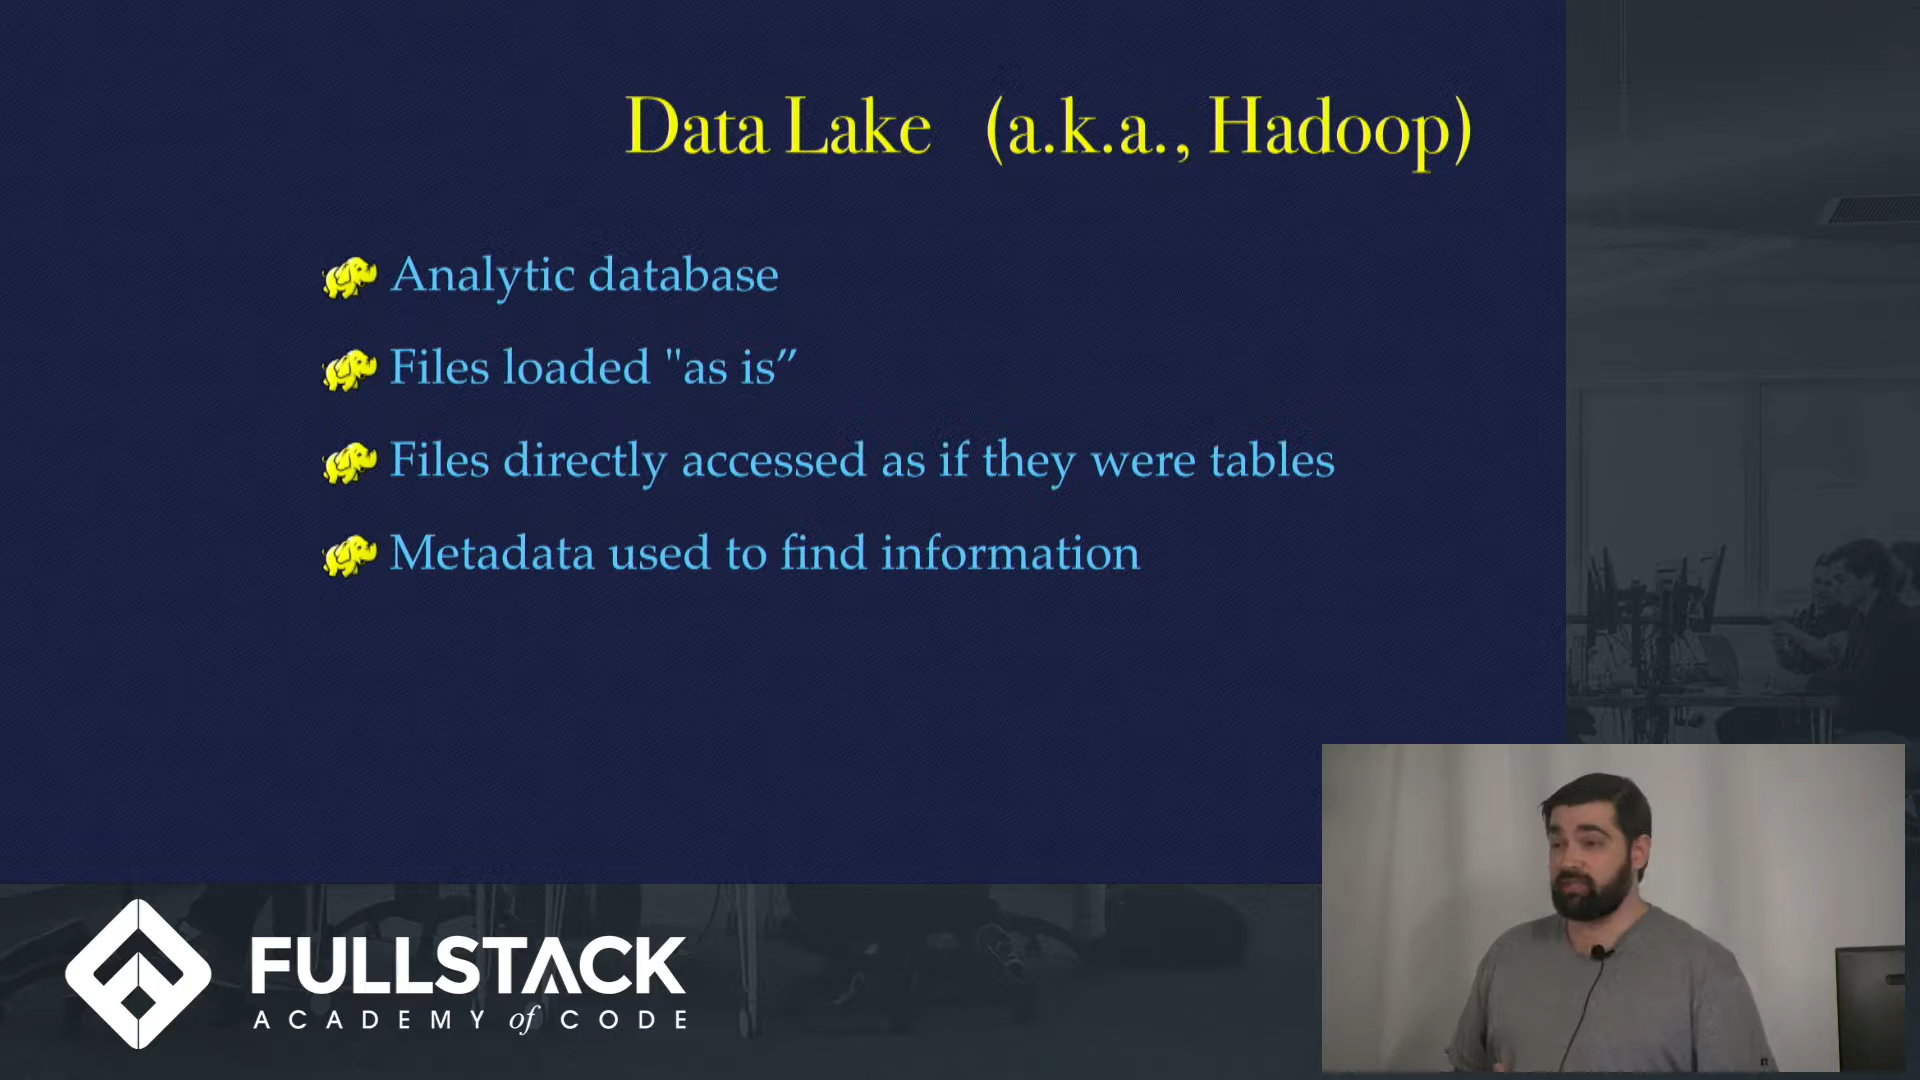 Data Lake (a.k.a., Hadoop)
Analytic database
Files loaded "as is”
Files directly accessed as if they were tables
Metadata used to find information
FULLSTACK
ACADEMY of CODE